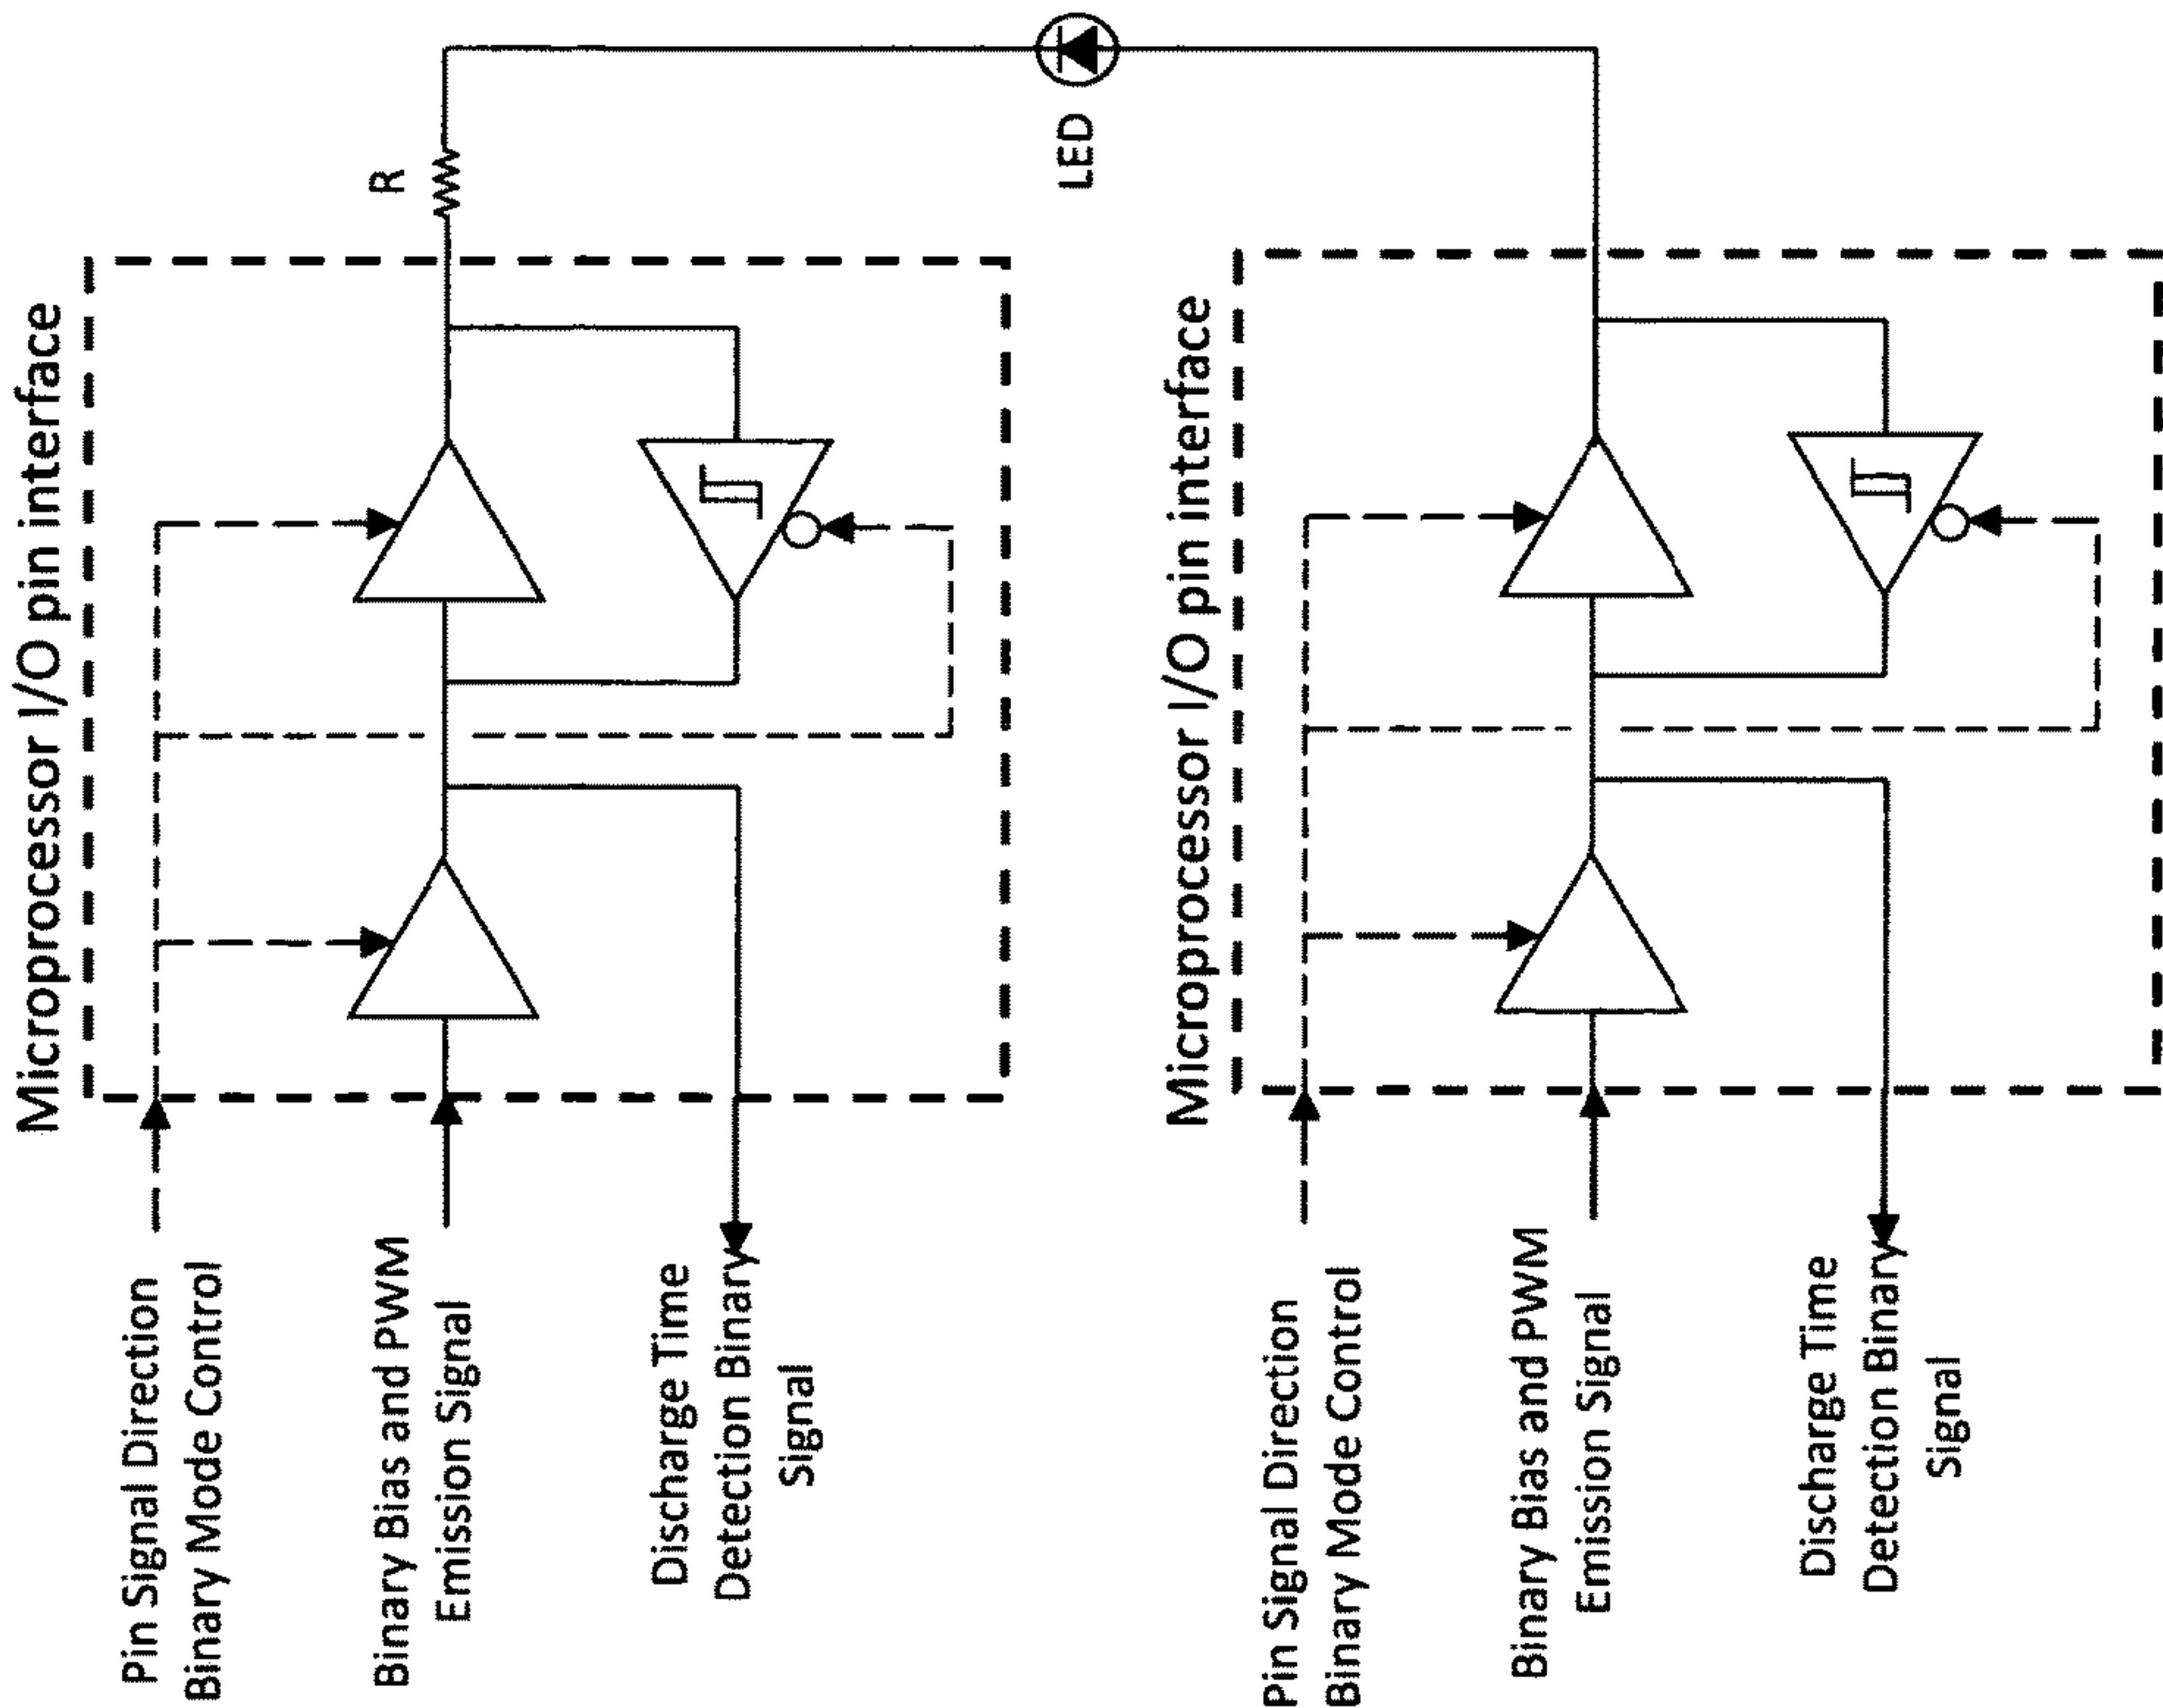 Microprocessor I/O pin interface
Pin Signal Direction
Binary Mode Control
Binary Bias and PWM
Emission Signal
Discharge Time
Detection Binary
Signal
R
LED
Microprocessor I/O pin interface
Pin Signal Direction
Binary Mode Control
Binary Bias and PWM
Emission Signal
Discharge Time
Detection Binary
Signal